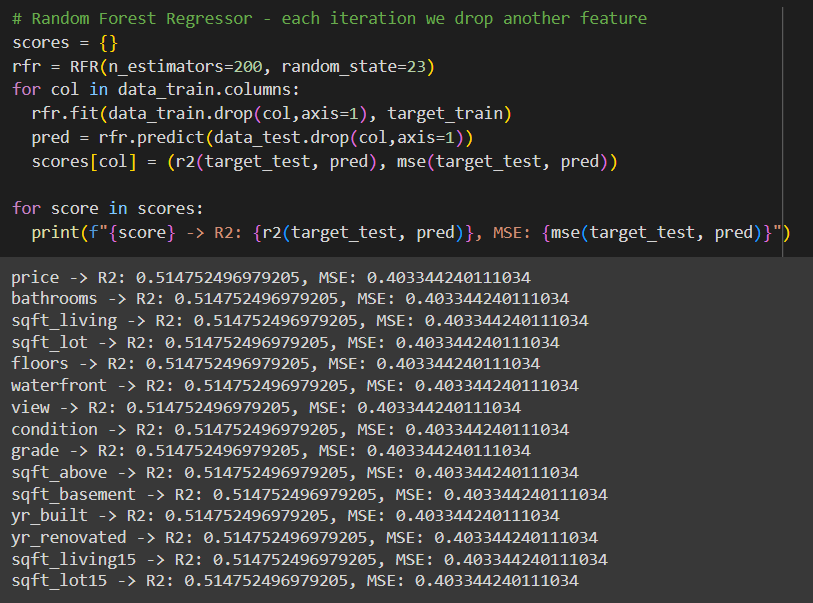 # Random Forest Regressor - each iteration we drop another feature
scores = {}
rfr = RFR(n_estimators=200, random_state=23)
for col in data_train.columns:
  rfr.fit(data_train.drop(col,axis=1), target_train)
  pred = rfr.predict(data_test.drop(col,axis=1))
  scores[col] = (r2(target_test, pred), mse(target_test, pred))

for score in scores:
  print(f"{score} -> R2: {r2(target_test, pred)}, MSE: {mse(target_test, pred)}")
price -> R2: 0.514752496979205, MSE: 0.403344240111034
bathrooms -> R2: 0.514752496979205, MSE: 0.403344240111034
sqft_living -> R2: 0.514752496979205, MSE: 0.403344240111034
sqft_lot -> R2: 0.514752496979205, MSE: 0.403344240111034
floors -> R2: 0.514752496979205, MSE: 0.403344240111034
waterfront -> R2: 0.514752496979205, MSE: 0.403344240111034
view -> R2: 0.514752496979205, MSE: 0.403344240111034
condition -> R2: 0.514752496979205, MSE: 0.403344240111034
grade -> R2: 0.514752496979205, MSE: 0.403344240111034
sqft_above -> R2: 0.514752496979205, MSE: 0.403344240111034
sqft_basement -> R2: 0.514752496979205, MSE: 0.403344240111034
yr_built -> R2: 0.514752496979205, MSE: 0.403344240111034
yr_renovated -> R2: 0.514752496979205, MSE: 0.403344240111034
sqft_living15 -> R2: 0.514752496979205, MSE: 0.403344240111034
sqft_lot15 -> R2: 0.514752496979205, MSE: 0.403344240111034